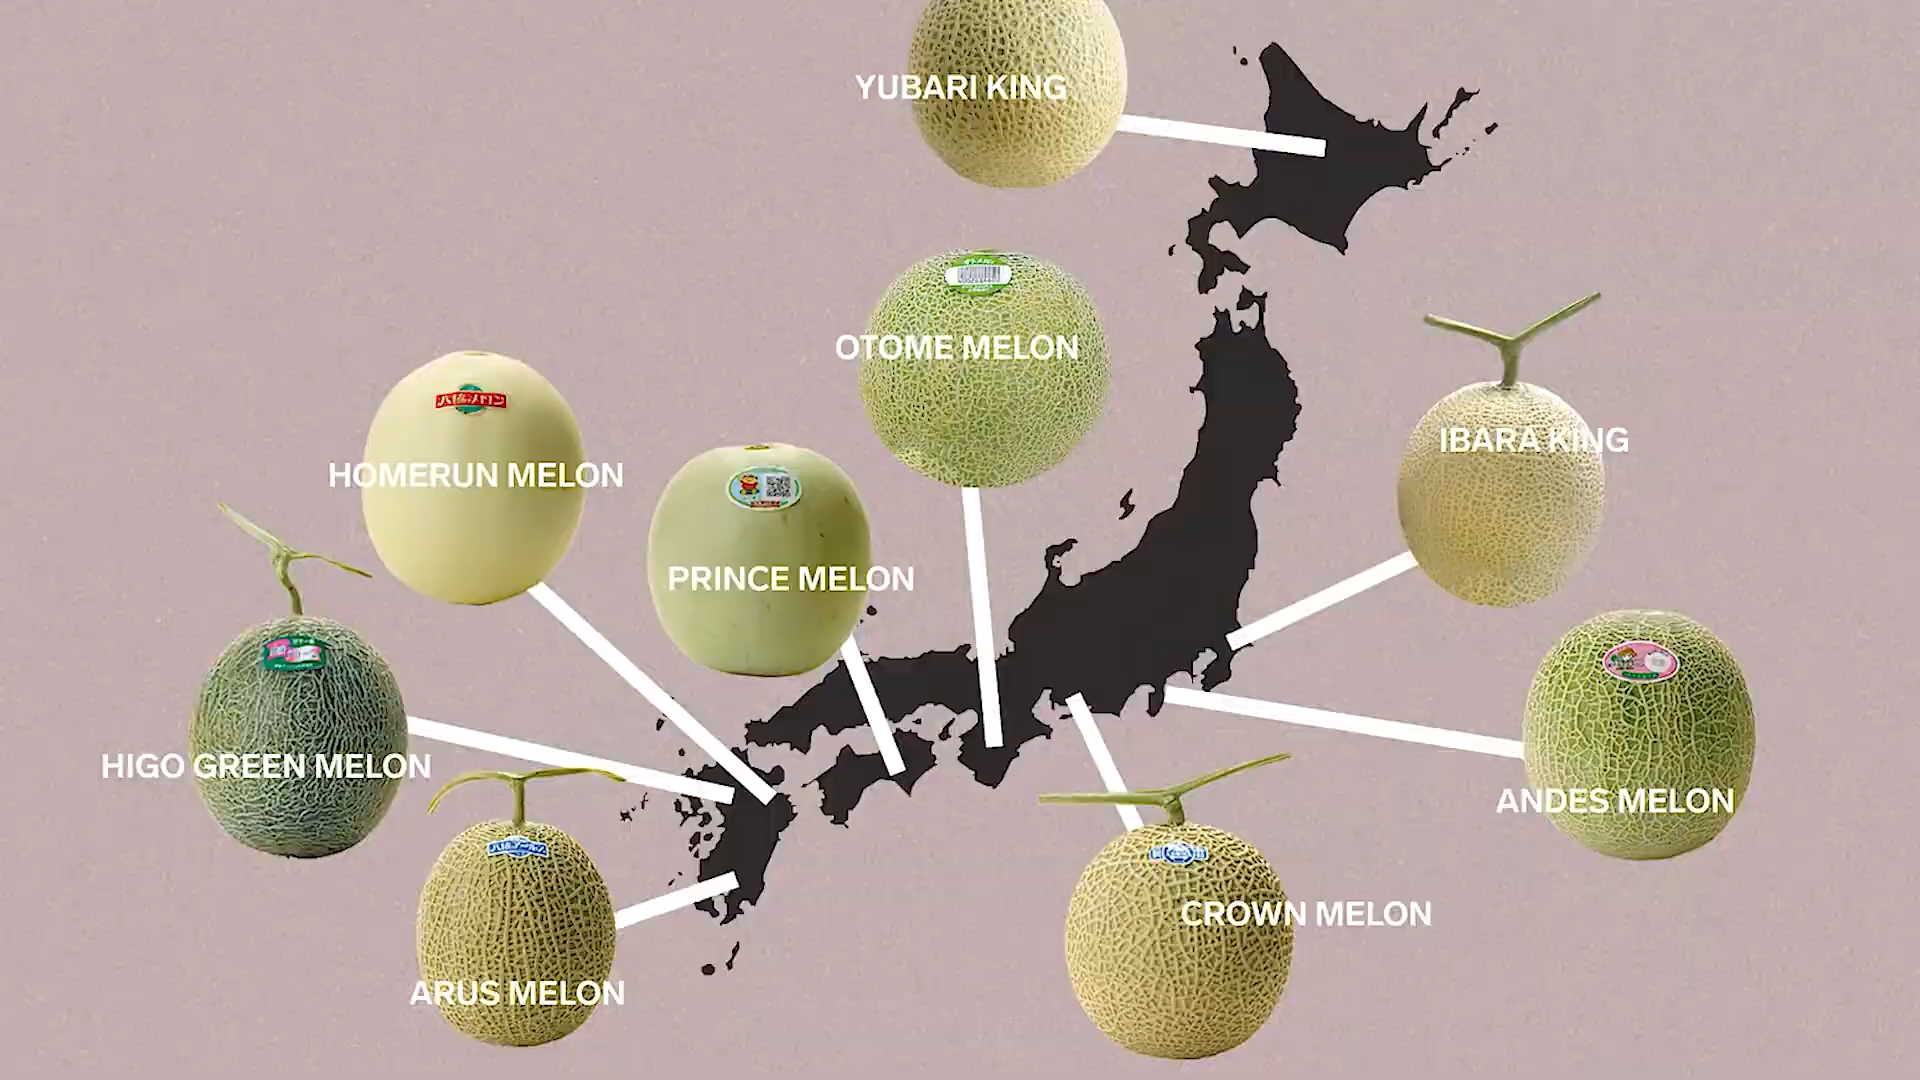 YUBARI KING
OTOME MELON
IBARA KING
HOMERUN MELON
PRINCE MELON
HIGO GREEN MELON
ANDES MELON
CROWN MELON
ARUS MELON